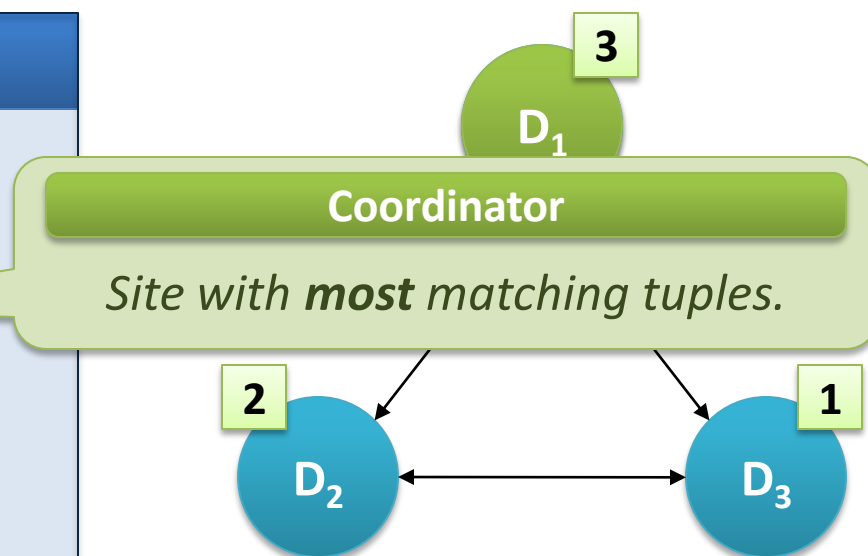 3
D₁
Coordinator
Site with most matching tuples.
2
1
D₂
D₃